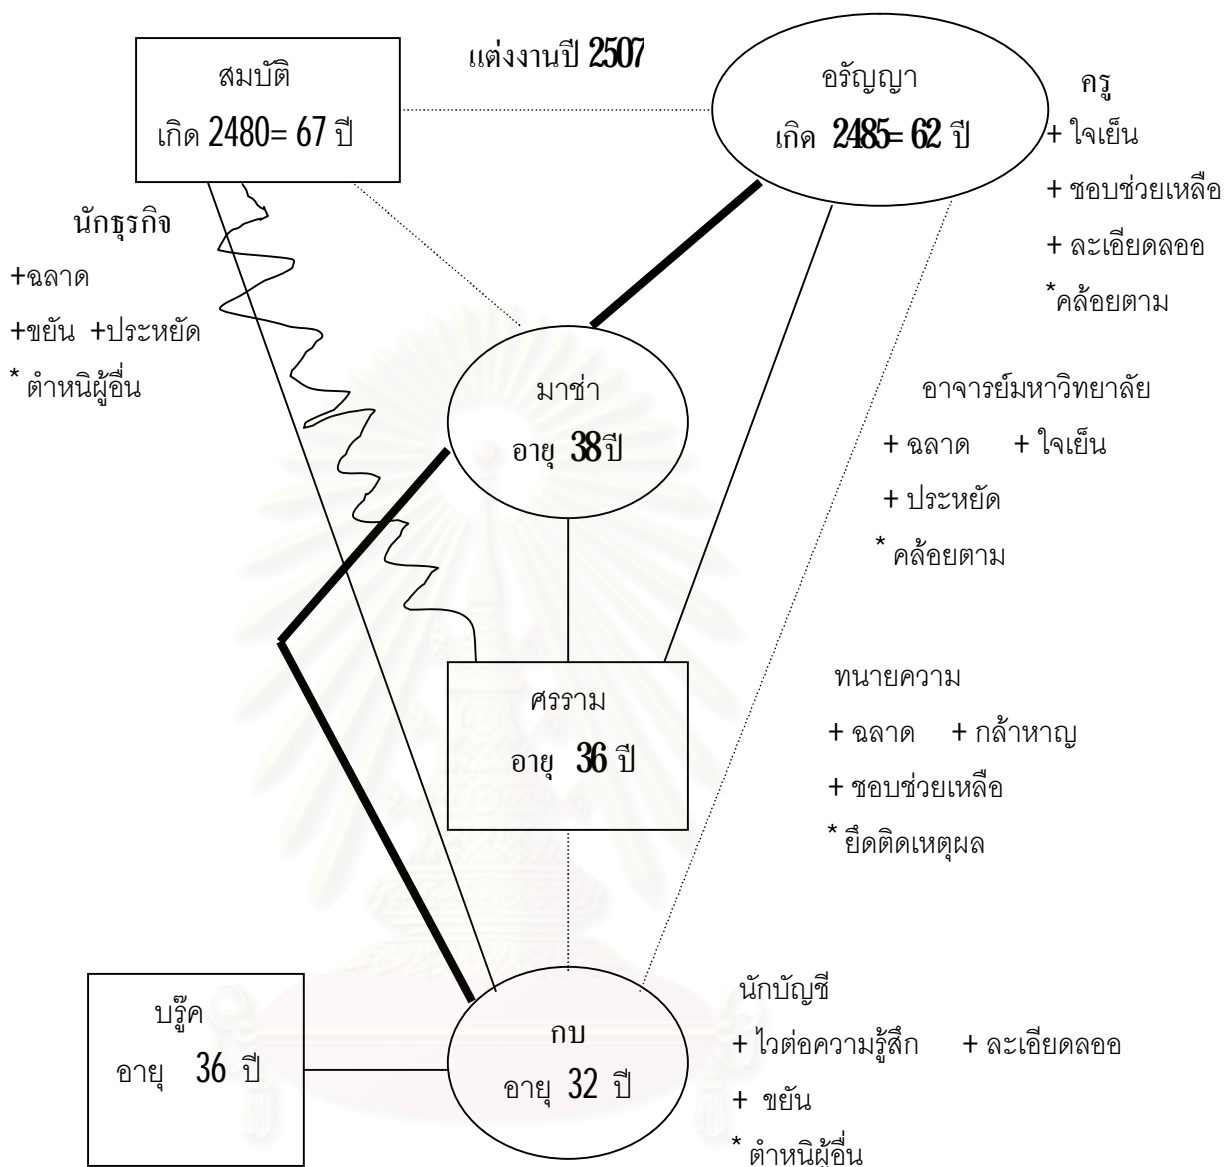 แต่งงานปี 2507
สมบัติ
เกิด 2480= 67 ปี
อรัญญา
เกิด 2485= 62 ปี
ครู
+ ใจเย็น
+ ชอบช่วยเหลือ
+ ละเอียดลออ
*คล้อยตาม
นักธุรกิจ
+ฉลาด
+ขยัน +ประหยัด
* ตำหนิผู้อื่น
มาช่า
อายุ 38 ปี
อาจารย์มหาวิทยาลัย
+ ฉลาด + ใจเย็น
+ ประหยัด
* คล้อยตาม
ศรราม
อายุ 36 ปี
ทนายความ
+ ฉลาด + กล้าหาญ
+ ชอบช่วยเหลือ
* ยึดติดเหตุผล
บรู๊ค
อายุ 36 ปี
กบ
อายุ 32 ปี
นักบัญชี
+ ไวต่อความรู้สึก + ละเอียดลออ
+ ขยัน
* ตำหนิผู้อื่น